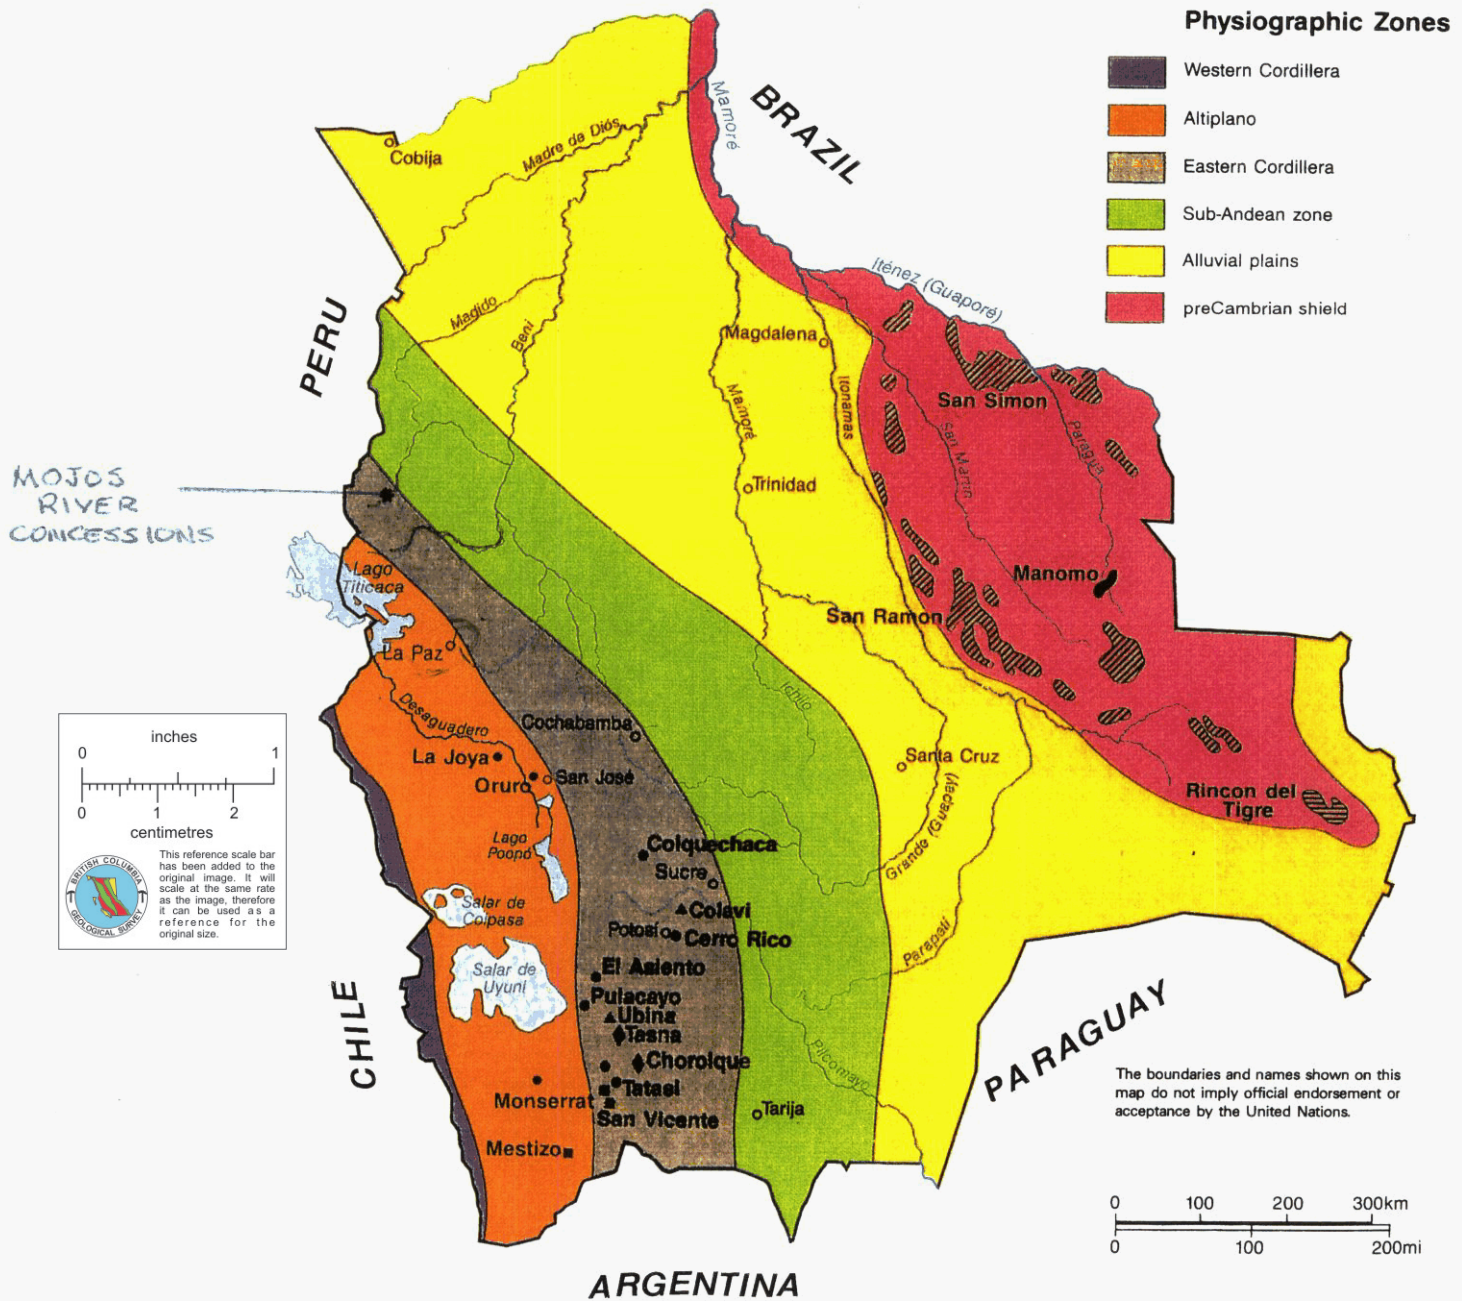 Physiographic Zones
Western Cordillera
Altiplano
Eastern Cordillera
Sub-Andean zone
Alluvial plains
preCambrian shield
BRAZIL
Mamoré
Madre de Diós
Cobija
Iténez (Guaporé)
PERU
Madido
Beni
Magdalena
Itonamas
Mamoré
San Simon
San Martin
Paragua
MOJOS
RIVER
CONCESSIONS
Trinidad
Lago
Titicaca
Manomo
San Ramon
La Paz
Ichilo
Desaguadero
Cochabamba
La Joya
Oruro
San José
Santa Cruz
Grande (Guapay)
Rincon del
Tigre
Lago
Poopó
Colquechaca
Sucre
Salar de
Coipasa
Colavi
Potosi
Cerro Rico
Parapati
El Asiento
Salar de
Uyuni
Pulacayo
Ubina
Tasna
CHILE
Chorolque
Pilcomayo
PARAGUAY
Tatasi
Monserrat
San Vicente
Tarija
Mestizo
ARGENTINA
inches
0 1
0 1 2
centimetres
BRITISH COLUMBIA
GEOLOGICAL SURVEY
This reference scale bar
has been added to the
original image. It will
scale at the same rate
as the image, therefore
it can be used as a
reference for the
original size.
The boundaries and names shown on this
map do not imply official endorsement or
acceptance by the United Nations.
0 100 200 300km
0 100 200mi